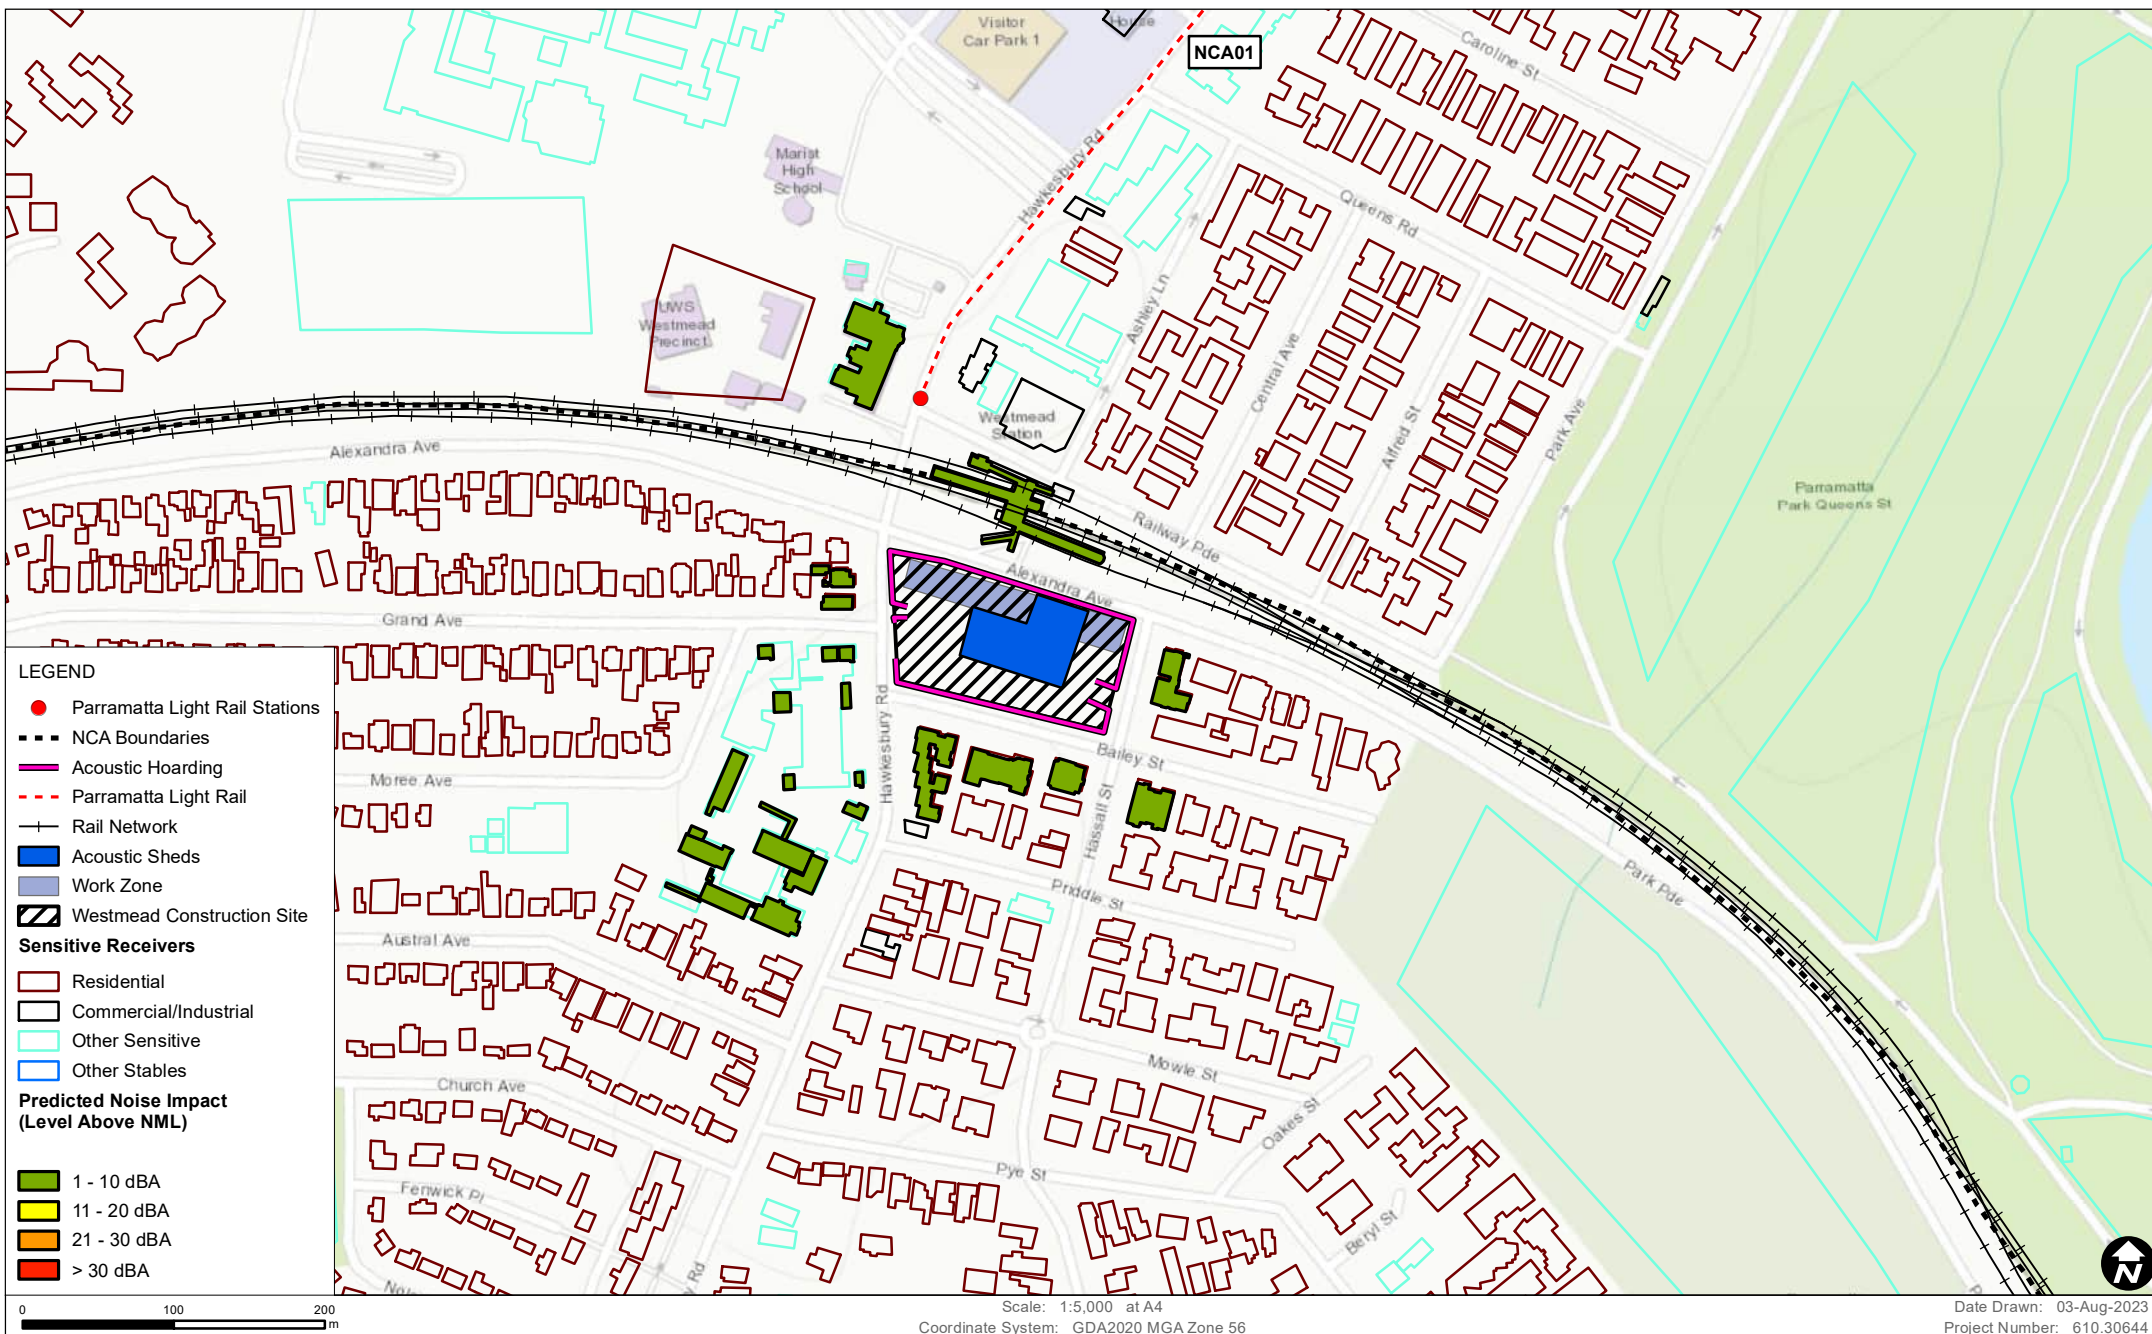 Visitor
Car Park 1
House
NCA01
Caroline St
Marist
High
School
Hawkesbury Rd
Queens Rd
UWS
Westmead
Precinct
Ashley Ln
Central Ave
Westmead
Station
Alfred St
Park Ave
Alexandra Ave
Parramatta
Park Queens St
Railway Pde
Alexandra Ave
Grand Ave
LEGEND
Parramatta Light Rail Stations
NCA Boundaries
Acoustic Hoarding
Parramatta Light Rail
Rail Network
Acoustic Sheds
Work Zone
Westmead Construction Site
Sensitive Receivers
Residential
Commercial/Industrial
Other Sensitive
Other Stables
Predicted Noise Impact
(Level Above NML)
1 - 10 dBA
11 - 20 dBA
21 - 30 dBA
> 30 dBA
Hawkesbury Rd
Bailey St
Moree Ave
Hassall St
Priddle St
Park Pde
Austral Ave
Mowle St
Church Ave
Oakes St
Pye St
Fenwick Pl
Beryl St
y Rd
N
0 100 200
m
Scale: 1:5,000 at A4
Coordinate System: GDA2020 MGA Zone 56
Date Drawn: 03-Aug-2023
Project Number: 610.30644